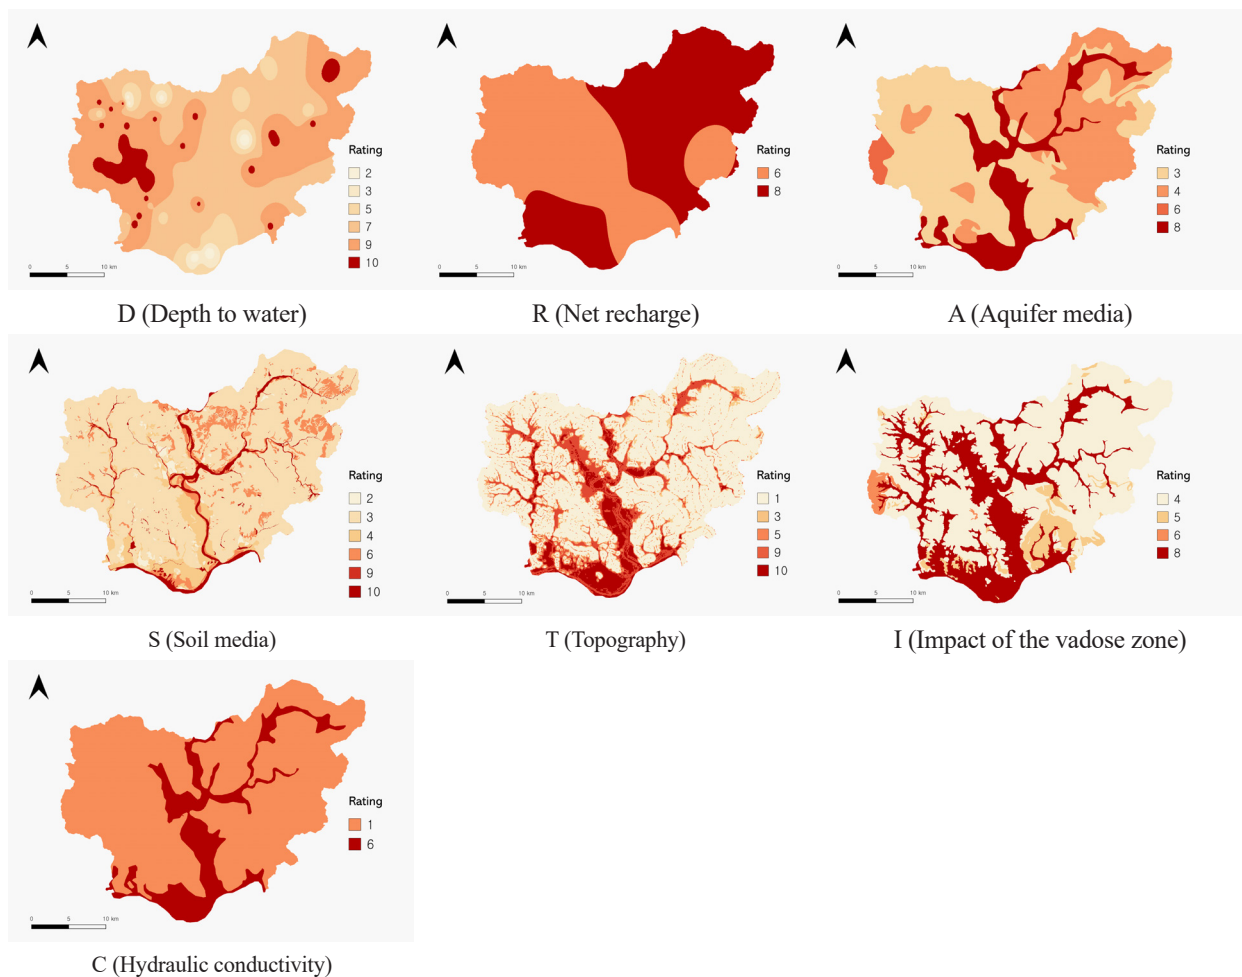 Rating
2
3
5
7
9
10
0 5 10 km
D (Depth to water)
Rating
6
8
0 5 10 km
R (Net recharge)
Rating
3
4
6
8
0 5 10 km
A (Aquifer media)
Rating
2
3
4
6
9
10
0 5 10 km
S (Soil media)
Rating
1
3
5
9
10
0 5 10 km
T (Topography)
Rating
4
5
6
8
0 5 10 km
I (Impact of the vadose zone)
Rating
1
6
0 5 10 km
C (Hydraulic conductivity)